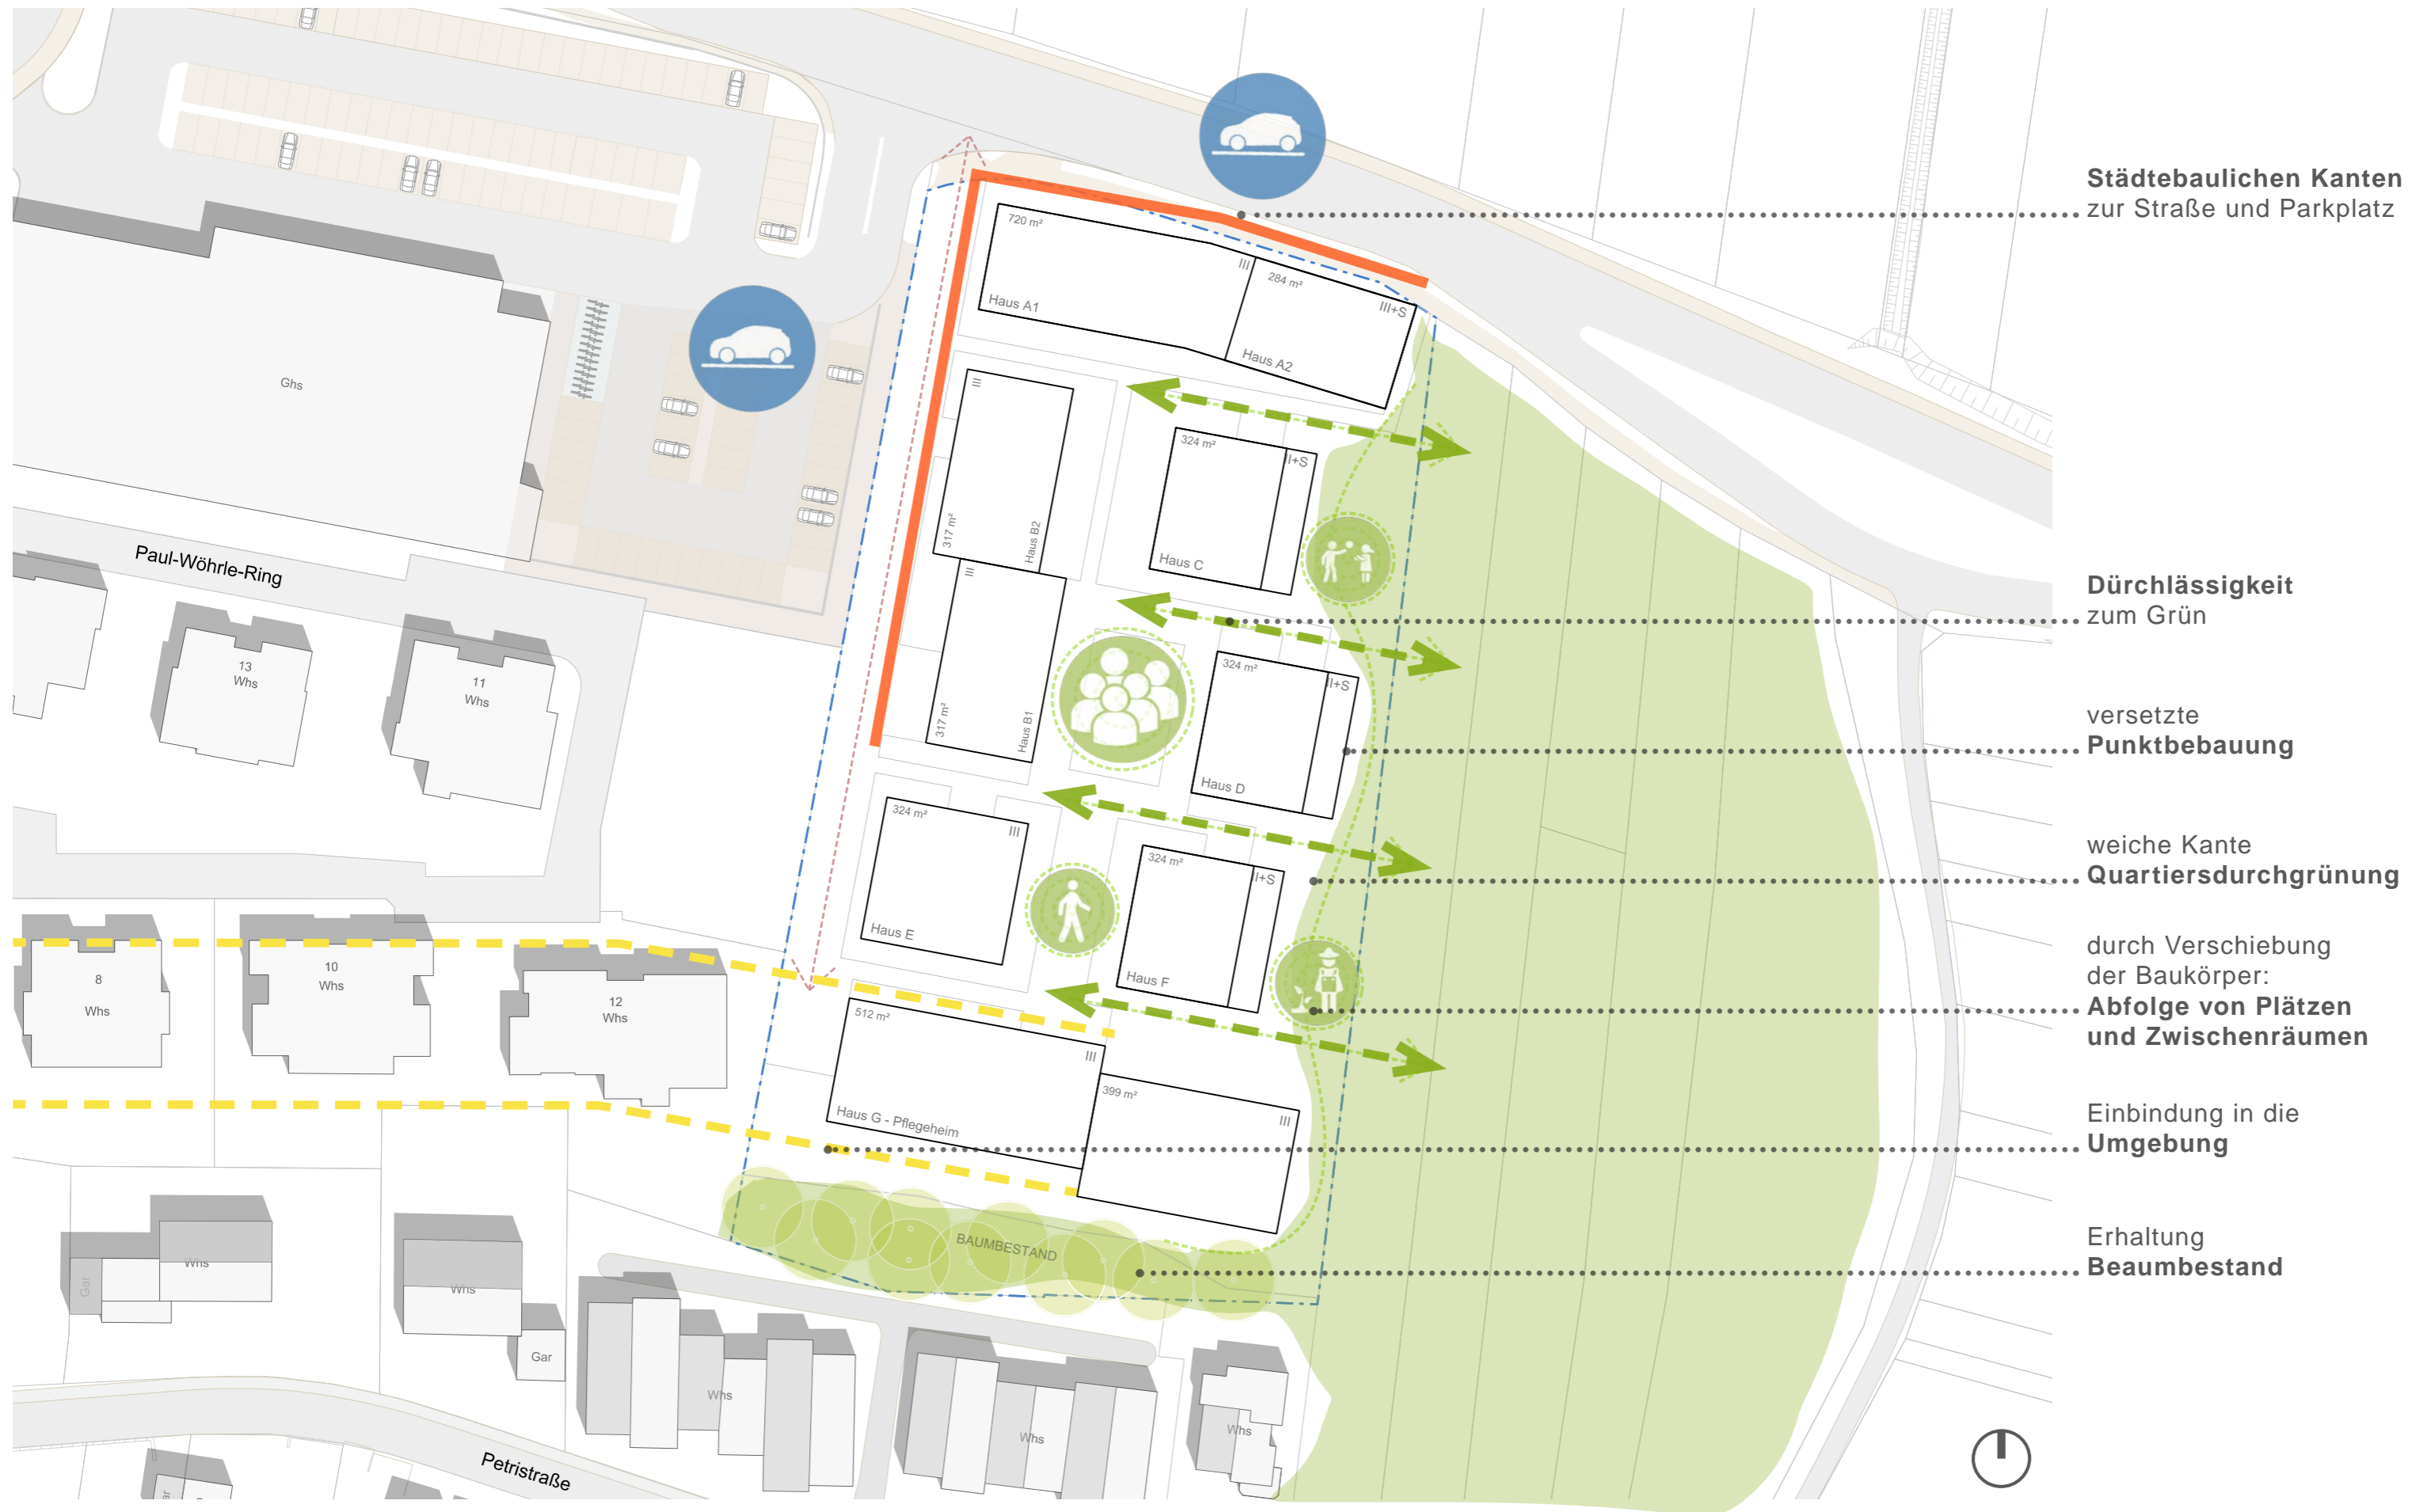 Städtebaulichen Kanten
zur Straße und Parkplatz
720 m²
III
Haus A1
284 m²
III+S
Haus A2
Ghs
III
317 m²
Haus B2
324 m²
II+S
Haus C
Paul-Wöhrle-Ring
III
317 m²
Haus B1
Dürchlässigkeit
zum Grün
13
Whs
11
Whs
324 m²
II+S
Haus D
versetzte
Punktbebauung
324 m²
III
Haus E
324 m²
I+S
Haus F
weiche Kante
Quartiersdurchgrünung
durch Verschiebung
der Baukörper:
Abfolge von Plätzen
und Zwischenräumen
8
Whs
10
Whs
12
Whs
512 m²
III
Haus G - Pflegeheim
399 m²
III
Einbindung in die
Umgebung
BAUMBESTAND
Erhaltung
Beaumbestand
Gar
Whs
Whs
Gar
Whs
Whs
Whs
Petristraße